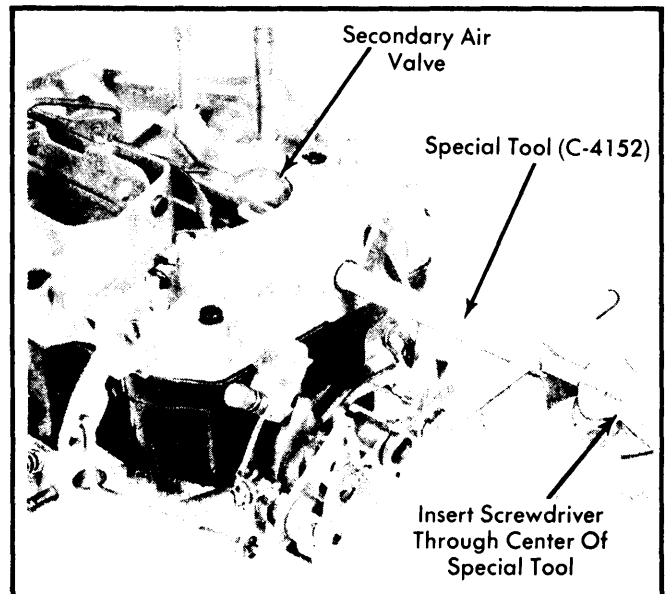 Secondary Air
Valve
Special Tool (C-4152)
Insert Screwdriver
Through Center Of
Special Tool